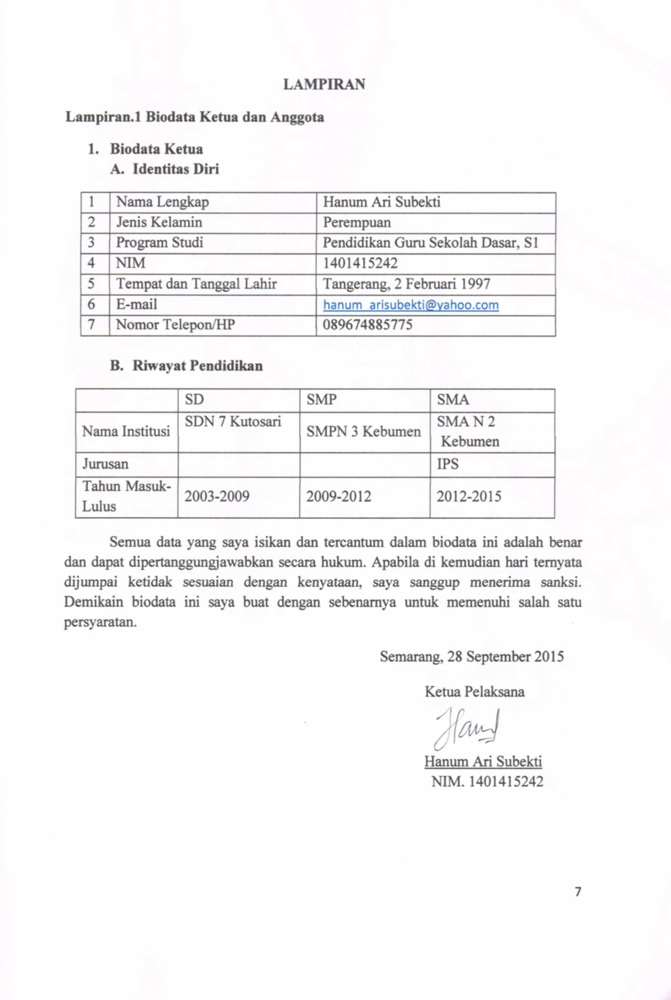 LAMPIRAN
Lampiran.1 Biodata Ketua dan Anggota
1. Biodata Ketua
A. Identitas Diri
1 Nama Lengkap Hanum Ari Subekti
2 Jenis Kelamin Perempuan
3 Program Studi Pendidikan Guru Sekolah Dasar, S1
4 NIM 1401415242
5 Tempat dan Tanggal Lahir Tangerang, 2 Februari 1997
6 E-mail hanum_arisubekti@yahoo.com
7 Nomor Telepon/HP 089674885775
B. Riwayat Pendidikan
SD SMP SMA
Nama Institusi SDN 7 Kutosari SMPN 3 Kebumen SMA N 2
Kebumen
Jurusan IPS
Tahun Masuk-
Lulus 2003-2009 2009-2012 2012-2015
Semua data yang saya isikan dan tercantum dalam biodata ini adalah benar
dan dapat dipertanggungjawabkan secara hukum. Apabila di kemudian hari ternyata
dijumpai ketidak sesuaian dengan kenyataan, saya sanggup menerima sanksi.
Demikain biodata ini saya buat dengan sebenarnya untuk memenuhi salah satu
persyaratan.
Semarang, 28 September 2015
Ketua Pelaksana
Hanum Ari Subekti
NIM. 1401415242
7